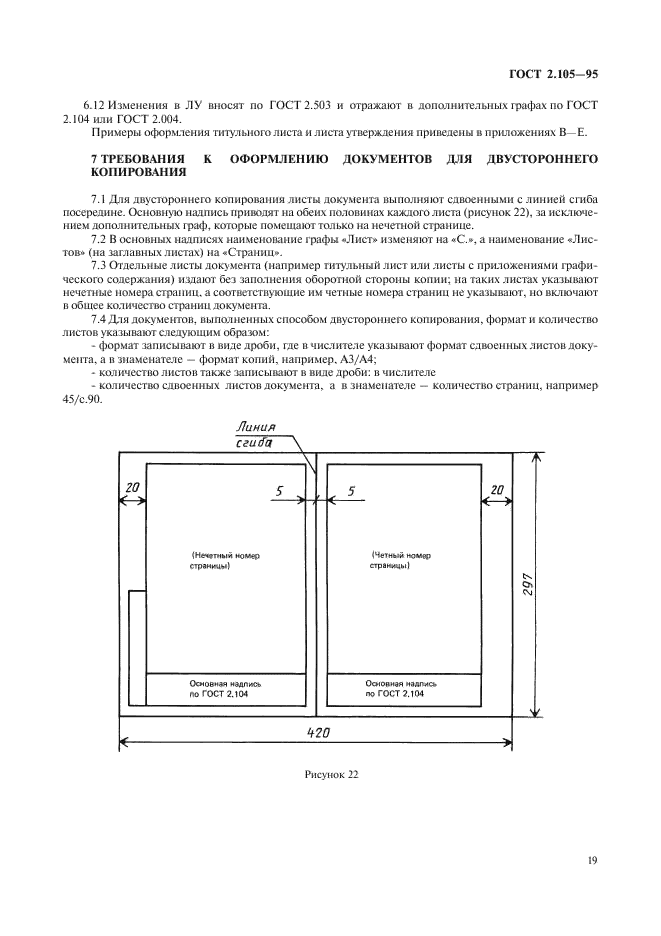 ГОСТ 2.105—95
6.12 Изменения в ЛУ вносят по ГОСТ 2.503 и отражают в дополнительных графах по ГОСТ
2.104 или ГОСТ 2.004.
Примеры оформления титульного листа и листа утверждения приведены в приложениях В—Е.
7 ТРЕБОВАНИЯ К ОФОРМЛЕНИЮ ДОКУМЕНТОВ ДЛЯ ДВУСТОРОННЕГО
КОПИРОВАНИЯ
7.1 Для двустороннего копирования листы документа выполняют сдвоенными с линией сгиба
посередине. Основную надпись приводят на обеих половинах каждого листа (рисунок 22), за исключе-
нием дополнительных граф, которые помещают только на нечетной странице.
7.2 В основных надписях наименование графы «Лист» изменяют на «С.», а наименование «Лис-
тов» (на заглавных листах) на «Страниц».
7.3 Отдельные листы документа (например титульный лист или листы с приложениями графи-
ческого содержания) издают без заполнения оборотной стороны копии; на таких листах указывают
нечетные номера страниц, а соответствующие им четные номера страниц не указывают, но включают
в общее количество страниц документа.
7.4 Для документов, выполненных способом двустороннего копирования, формат и количество
листов указывают следующим образом:
- формат записывают в виде дроби, где в числителе указывают формат сдвоенных листов доку-
мента, а в знаменателе — формат копий, например, А3/А4;
- количество листов также записывают в виде дроби: в числителе
- количество сдвоенных листов документа, а в знаменателе — количество страниц, например
45/с.90.
Линия
сгиба
20
5
5
20
(Нечетный номер
страницы)
(Четный номер
страницы)
297
Основная надпись
по ГОСТ 2.104
Основная надпись
по ГОСТ 2.104
420
Рисунок 22
19